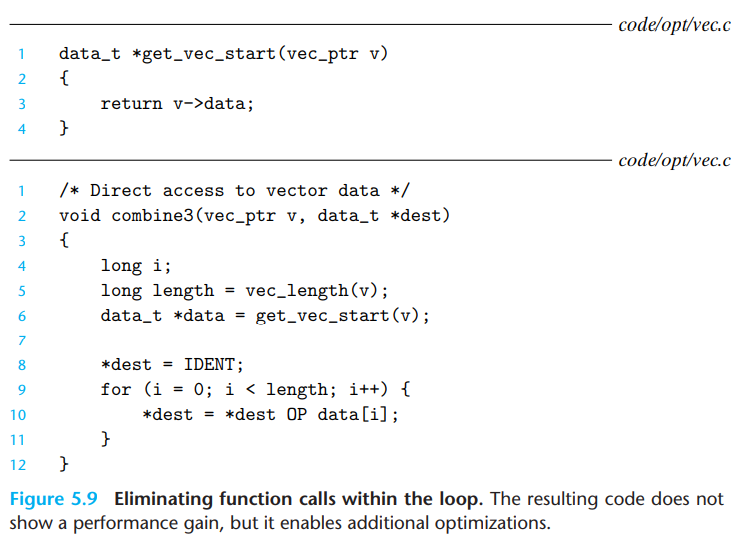 code/opt/vec.c
1 data_t *get_vec_start(vec_ptr v)
2 {
3     return v->data;
4 }
code/opt/vec.c
1 /* Direct access to vector data */
2 void combine3(vec_ptr v, data_t *dest)
3 {
4     long i;
5     long length = vec_length(v);
6     data_t *data = get_vec_start(v);
7
8     *dest = IDENT;
9     for (i = 0; i < length; i++) {
10         *dest = *dest OP data[i];
11     }
12 }
Figure 5.9 Eliminating function calls within the loop. The resulting code does not
show a performance gain, but it enables additional optimizations.